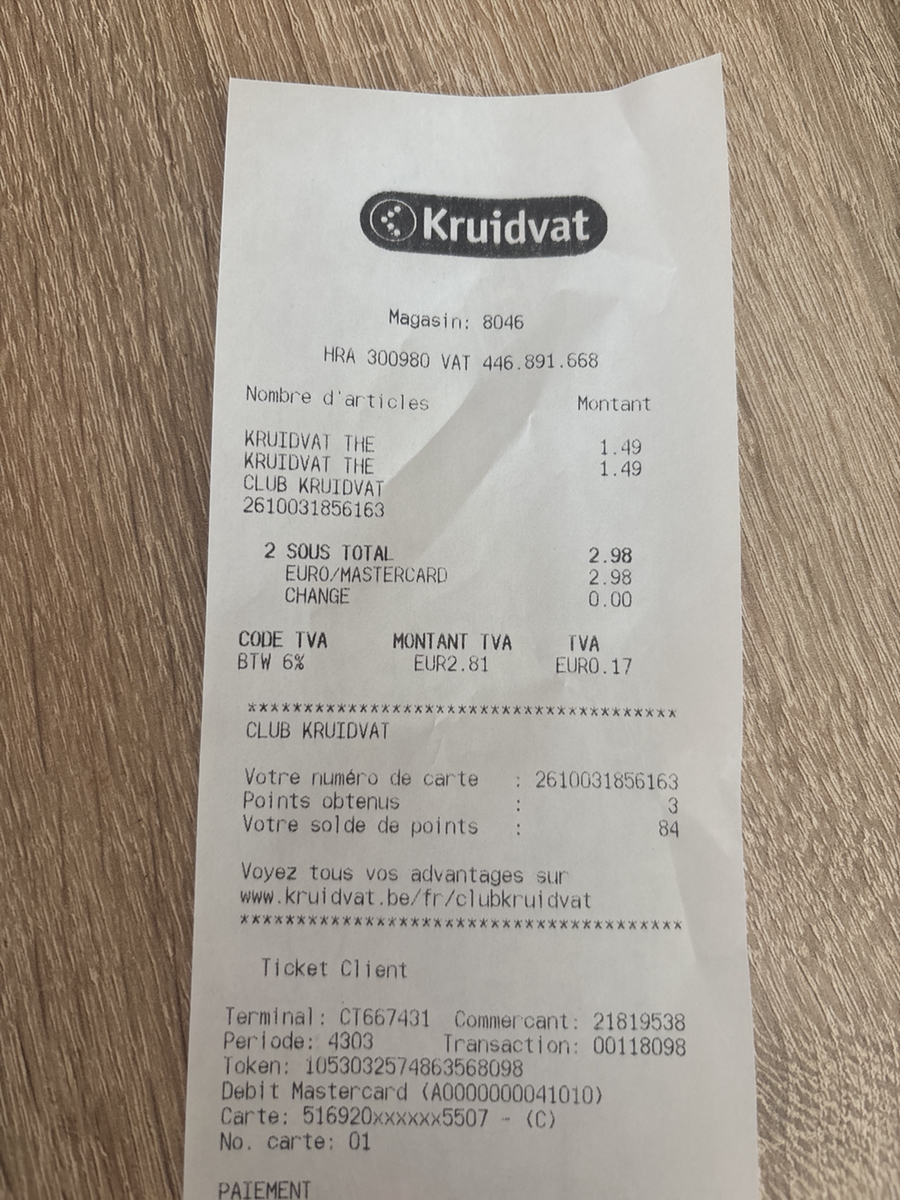 Kruidvat
Magasin: 8046
HRA 300980 VAT 446.891.668
Nombre d'articles Montant
KRUIDVAT THE 1.49
KRUIDVAT THE 1.49
CLUB KRUIDVAT
2610031856163
2 SOUS TOTAL 2.98
EURO/MASTERCARD 2.98
CHANGE 0.00
CODE TVA MONTANT TVA TVA
BTW 6% EUR2.81 EUR0.17
****************************************
CLUB KRUIDVAT
Votre numéro de carte : 2610031856163
Points obtenus : 3
Votre solde de points : 84
Voyez tous vos advantages sur
www.kruidvat.be/fr/clubkruidvat
****************************************
Ticket Client
Terminal: CT667431 Commercant: 21819538
Periode: 4303 Transaction: 00118098
Token: 1053032574863568098
Debit Mastercard (A0000000041010)
Carte: 516920xxxxxx5507 - (C)
No. carte: 01
PAIEMENT